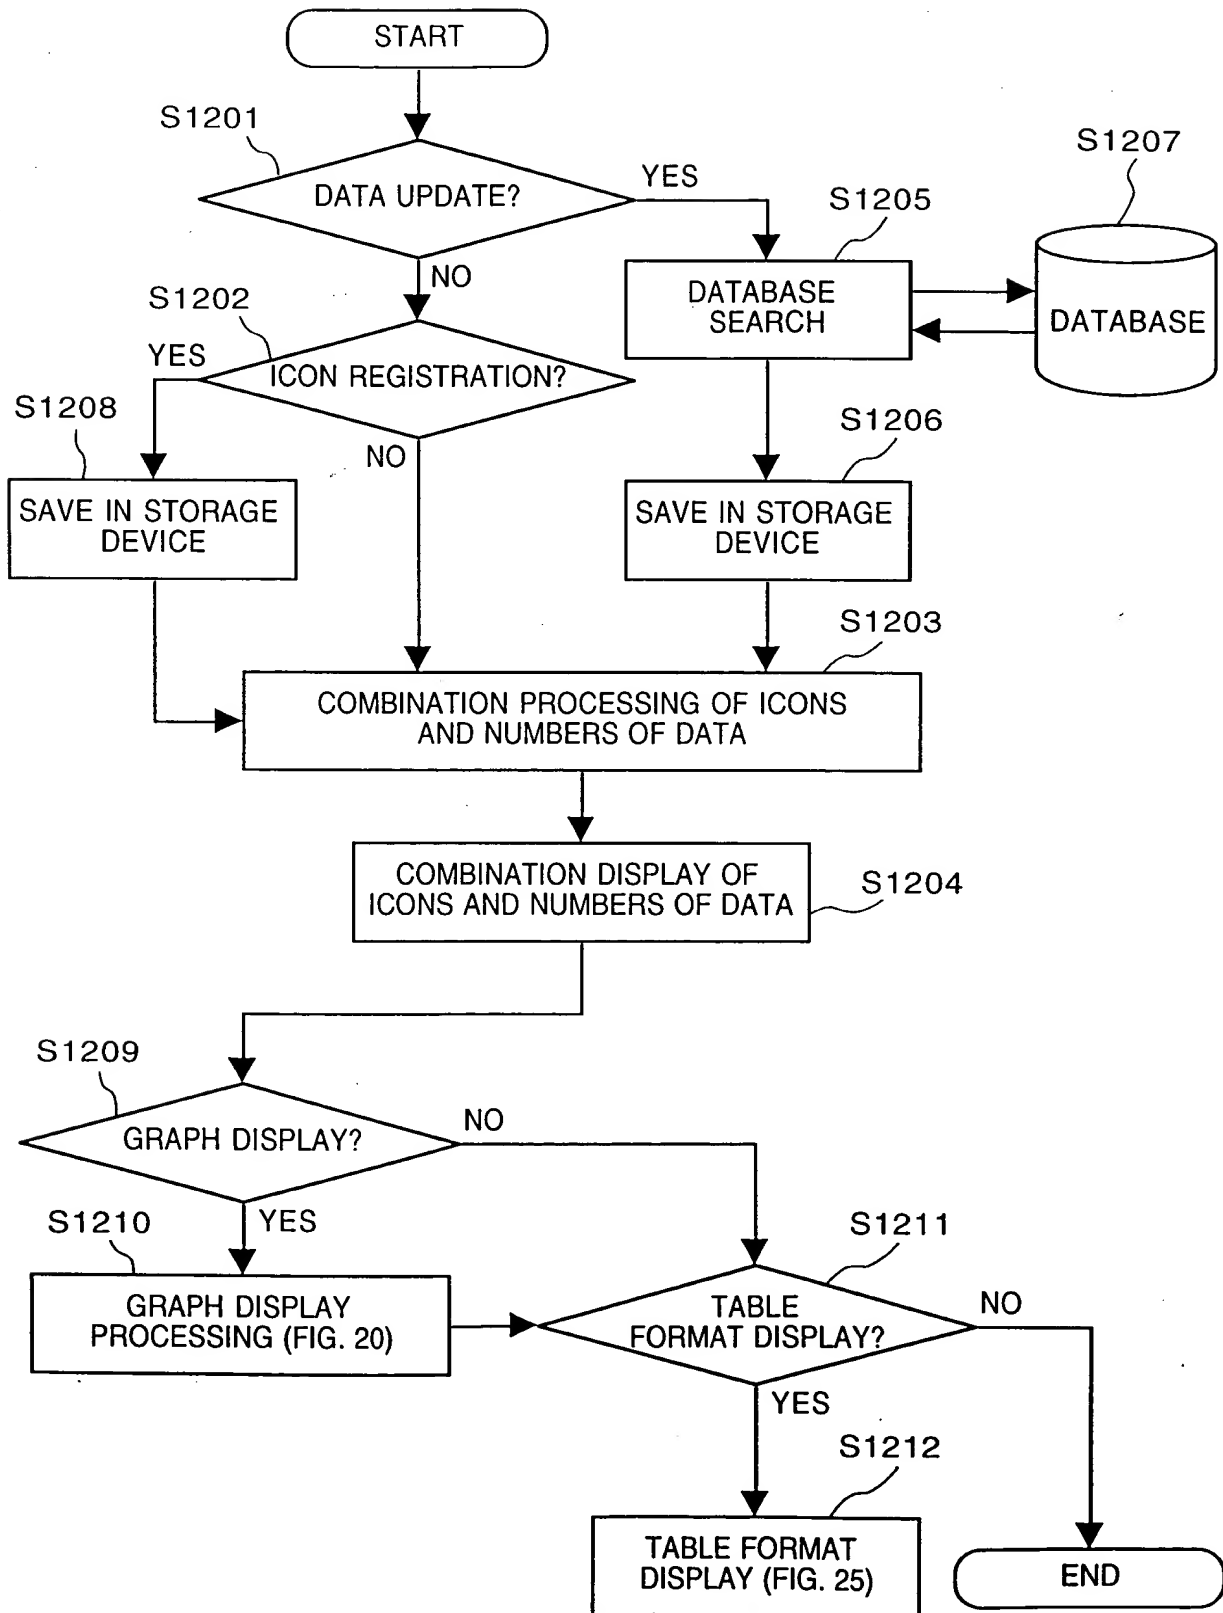 START
S1201
DATA UPDATE?
YES
S1207
S1205
NO
DATABASE
SEARCH
DATABASE
S1202
YES
ICON REGISTRATION?
S1208
NO
S1206
SAVE IN STORAGE
DEVICE
SAVE IN STORAGE
DEVICE
S1203
COMBINATION PROCESSING OF ICONS
AND NUMBERS OF DATA
COMBINATION DISPLAY OF
ICONS AND NUMBERS OF DATA
S1204
S1209
GRAPH DISPLAY?
NO
YES
S1210
S1211
GRAPH DISPLAY
PROCESSING (FIG. 20)
TABLE
FORMAT DISPLAY?
NO
YES
S1212
TABLE FORMAT
DISPLAY (FIG. 25)
END